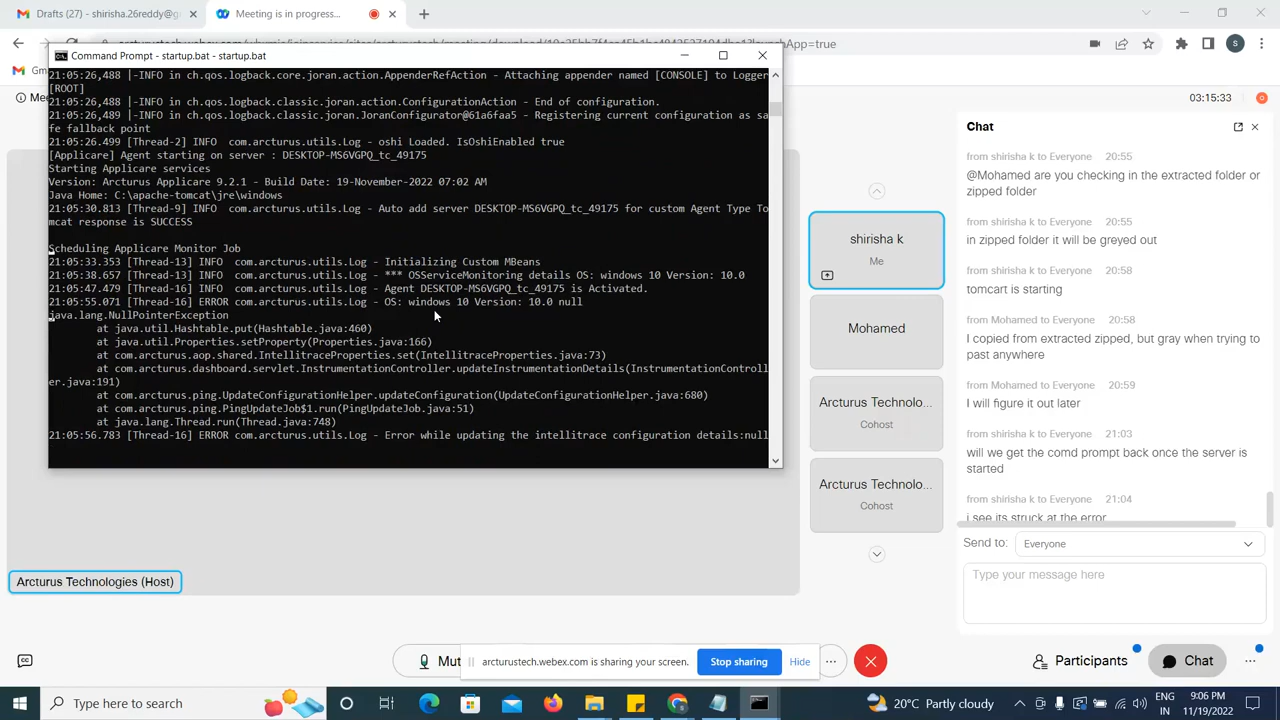 Drafts (27) - shirisha.26reddy@g
Meeting is in progress...
Command Prompt - startup.bat - startup.bat
App=true
21:05:26,488 |-INFO in ch.qos.logback.core.joran.action.AppenderRefAction - Attaching appender named [CONSOLE] to Logger
[ROOT]
21:05:26,488 |-INFO in ch.qos.logback.classic.joran.action.ConfigurationAction - End of configuration.
21:05:26,489 |-INFO in ch.qos.logback.classic.joran.JoranConfigurator@61a6faa5 - Registering current configuration as sa
fe fallback point
21:05:26.499 [Thread-2] INFO  com.arcturus.utils.Log - oshi Loaded. IsOshiEnabled true
[Applicare] Agent starting on server : DESKTOP-MS6VGPQ_tc_49175
Starting Applicare services
Version: Arcturus Applicare 9.2.1 - Build Date: 19-November-2022 07:02 AM
Java Home: C:\apache-tomcat\jre\windows
21:05:30.813 [Thread-9] INFO  com.arcturus.utils.Log - Auto add server DESKTOP-MS6VGPQ_tc_49175 for custom Agent Type To
mcat response is SUCCESS
Scheduling Applicare Monitor Job
21:05:33.353 [Thread-13] INFO  com.arcturus.utils.Log - Initializing Custom MBeans
21:05:38.657 [Thread-13] INFO  com.arcturus.utils.Log - *** OSServiceMonitoring details OS: windows 10 Version: 10.0
21:05:47.479 [Thread-16] INFO  com.arcturus.utils.Log - Agent DESKTOP-MS6VGPQ_tc_49175 is Activated.
21:05:55.071 [Thread-16] ERROR com.arcturus.utils.Log - OS: windows 10 Version: 10.0 null
java.lang.NullPointerException
at java.util.Hashtable.put(Hashtable.java:460)
at java.util.Properties.setProperty(Properties.java:166)
at com.arcturus.aop.shared.IntellitraceProperties.set(IntellitraceProperties.java:73)
at com.arcturus.dashboard.servlet.InstrumentationController.updateInstrumentationDetails(InstrumentationControll
er.java:191)
at com.arcturus.ping.UpdateConfigurationHelper.updateConfiguration(UpdateConfigurationHelper.java:680)
at com.arcturus.ping.PingUpdateJob$1.run(PingUpdateJob.java:51)
at java.lang.Thread.run(Thread.java:748)
21:05:56.783 [Thread-16] ERROR com.arcturus.utils.Log - Error while updating the intellitrace configuration details:null
Arcturus Technologies (Host)
03:15:33
shirisha k
Me
Mohamed
Arcturus Technolo...
Cohost
Arcturus Technolo...
Cohost
Chat
from shirisha k to Everyone 20:55
@Mohamed are you checking in the extracted folder or
zipped folder
from shirisha k to Everyone 20:55
in zipped folder it will be greyed out
from shirisha k to Everyone 20:58
tomcart is starting
from Mohamed to Everyone 20:58
I copied from extracted zipped, but gray when trying to
past anywhere
from Mohamed to Everyone 20:59
I will figure it out later
from shirisha k to Everyone 21:03
will we get the comd prompt back once the server is
started
from shirisha k to Everyone 21:04
i see its struck at the error
Send to: Everyone
Type your message here
Mut
arcturustech.webex.com is sharing your screen.
Stop sharing
Hide
Participants
Chat
Type here to search
20°C Partly cloudy
ENG
IN
9:06 PM
11/19/2022